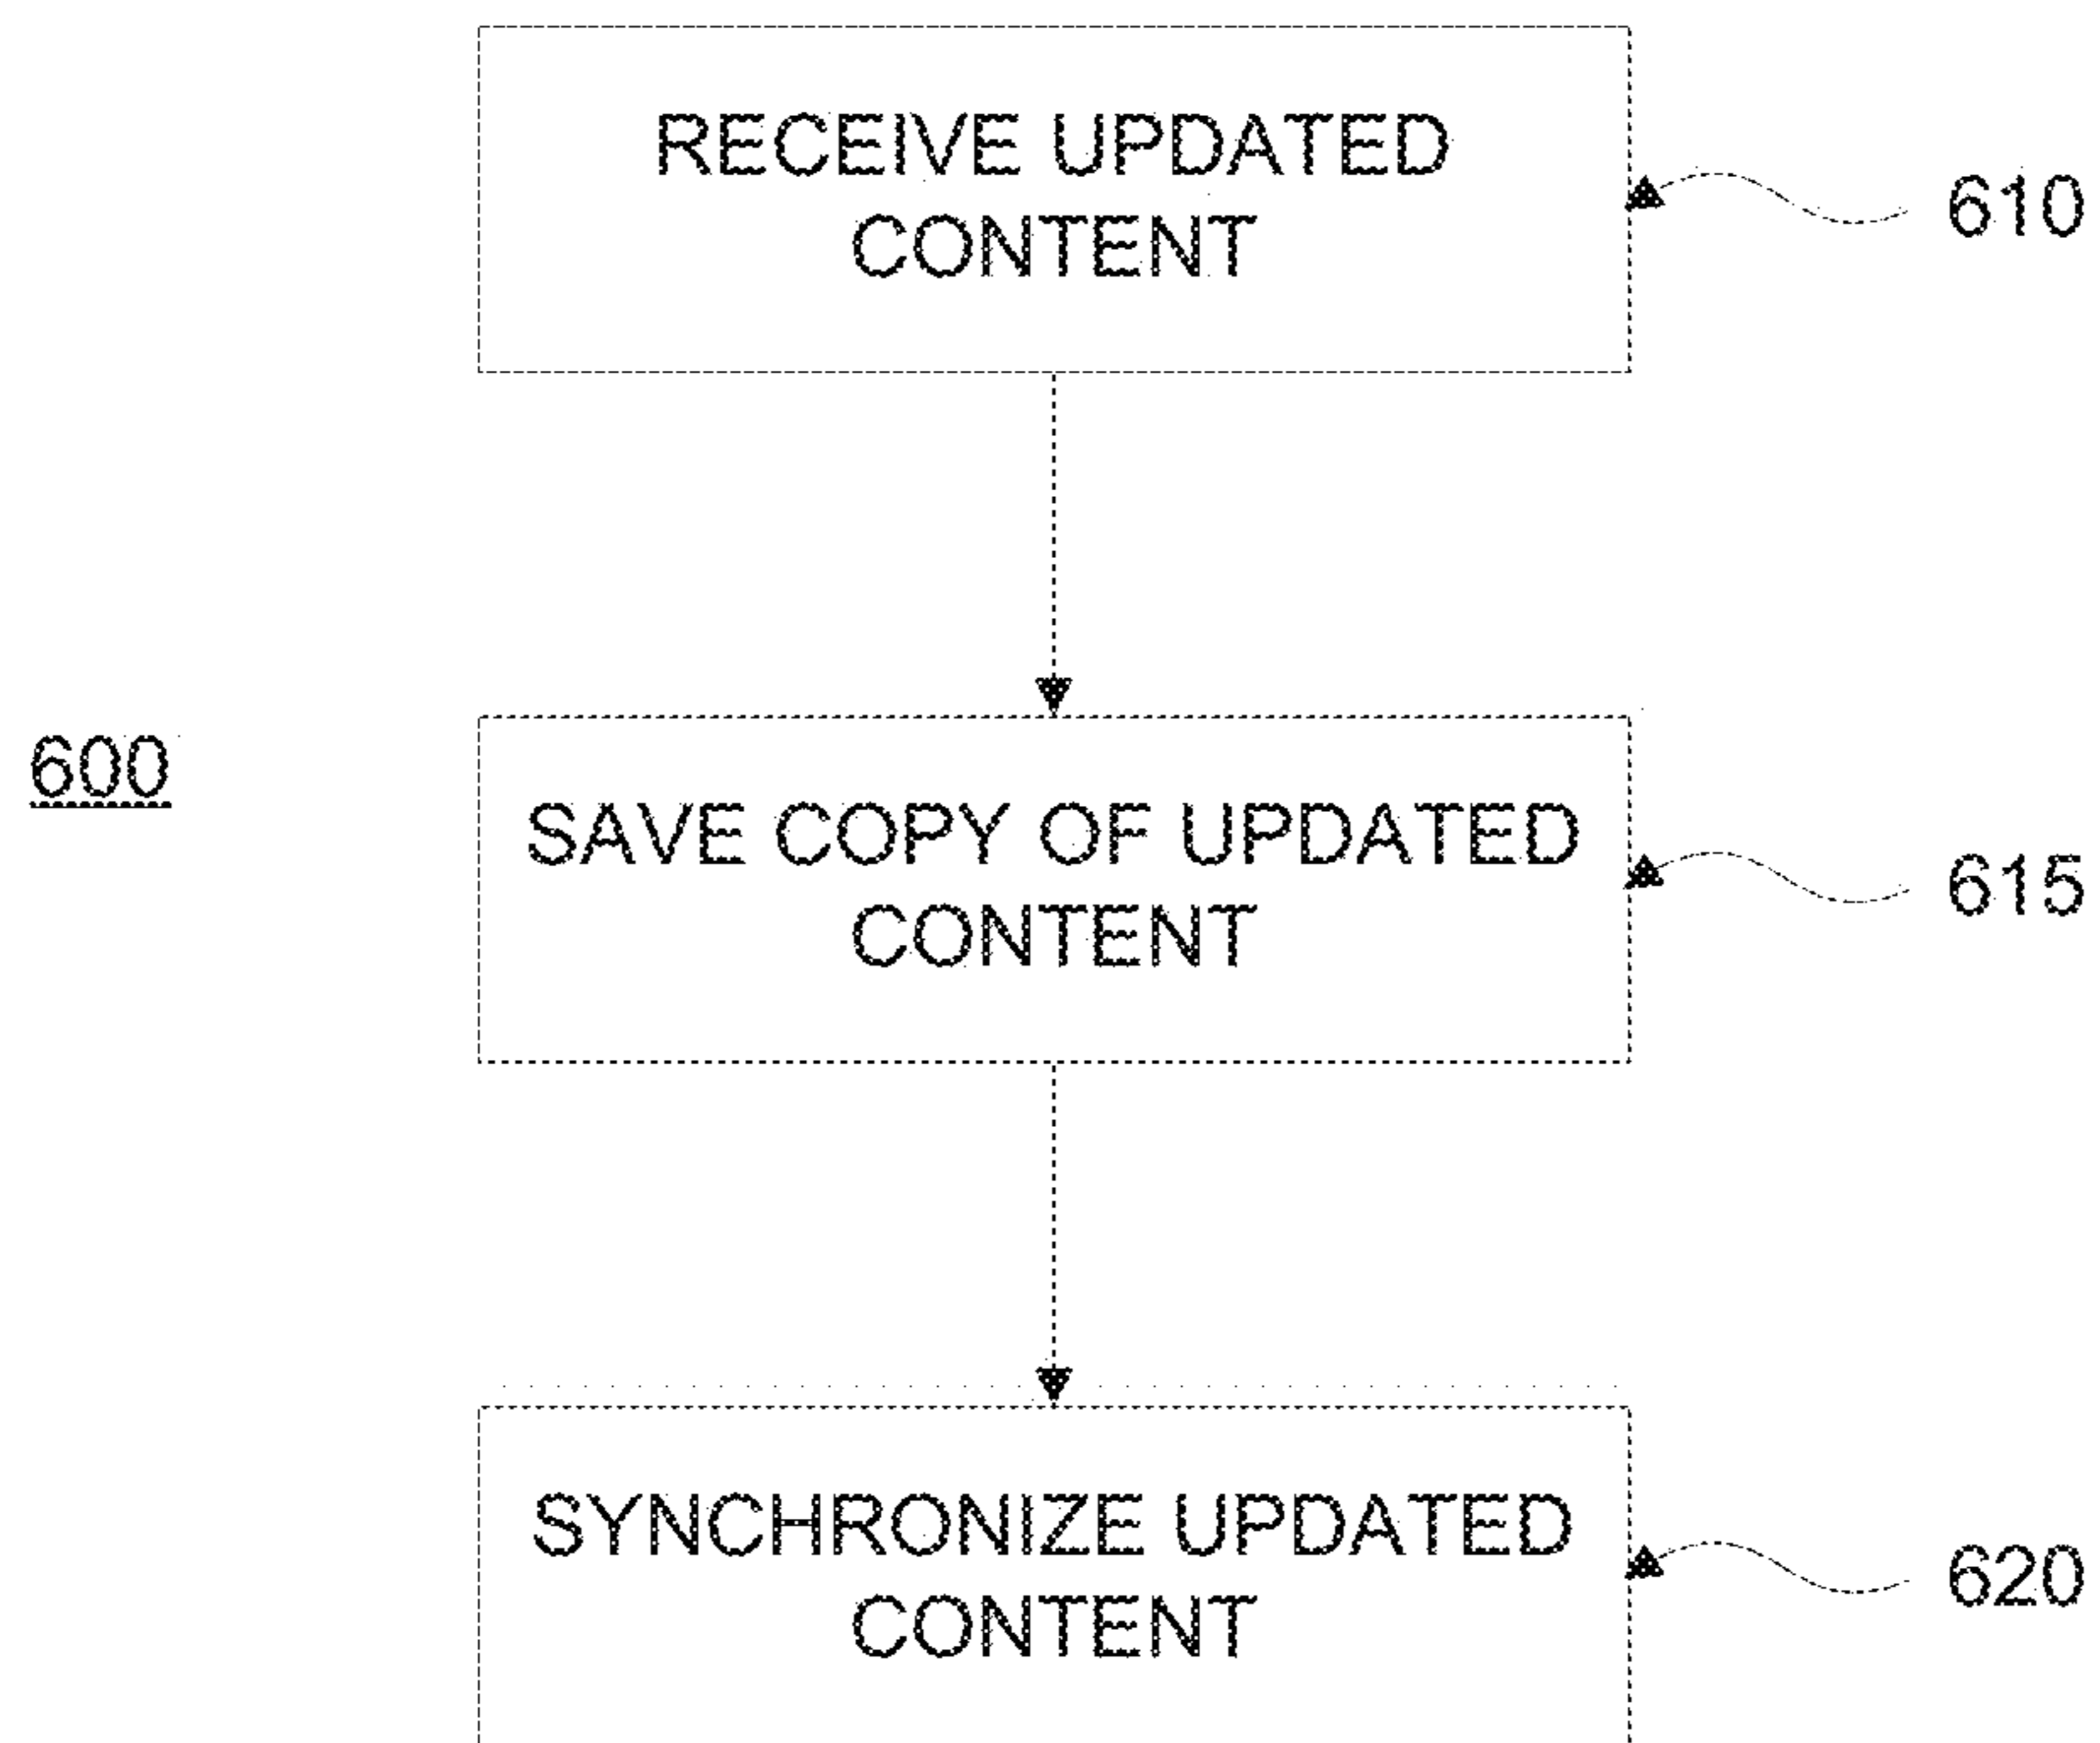 RECEIVE UPDATED
CONTENT
610
600
SAVE COPY OF UPDATED
CONTENT
615
SYNCHRONIZE UPDATED
CONTENT
620